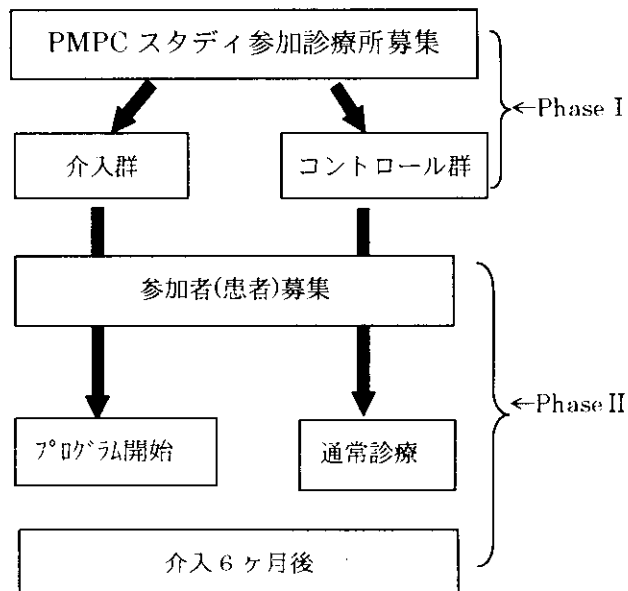 PMPC スタディ参加診療所募集
←Phase I
介入群
コントロール群
参加者(患者)募集
←Phase II
プログラム開始
通常診療
介入6ヶ月後